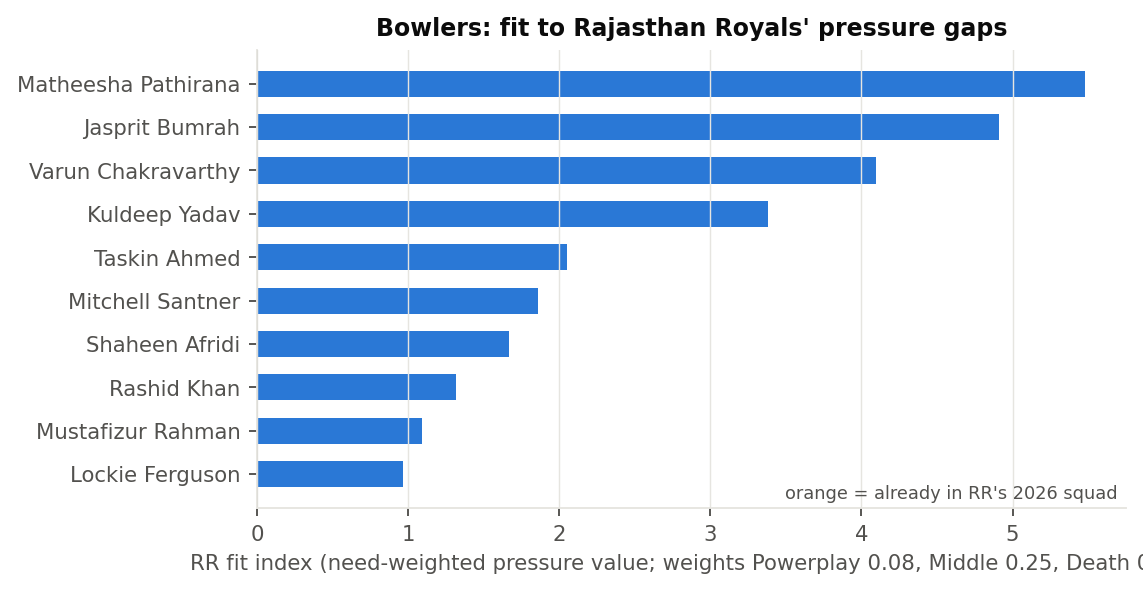 Bowlers: fit to Rajasthan Royals' pressure gaps
Matheesha Pathirana
Jasprit Bumrah
Varun Chakravarthy
Kuldeep Yadav
Taskin Ahmed
Mitchell Santner
Shaheen Afridi
Rashid Khan
Mustafizur Rahman
Lockie Ferguson
orange = already in RR's 2026 squad
0 1 2 3 4 5
RR fit index (need-weighted pressure value; weights Powerplay 0.08, Middle 0.25, Death